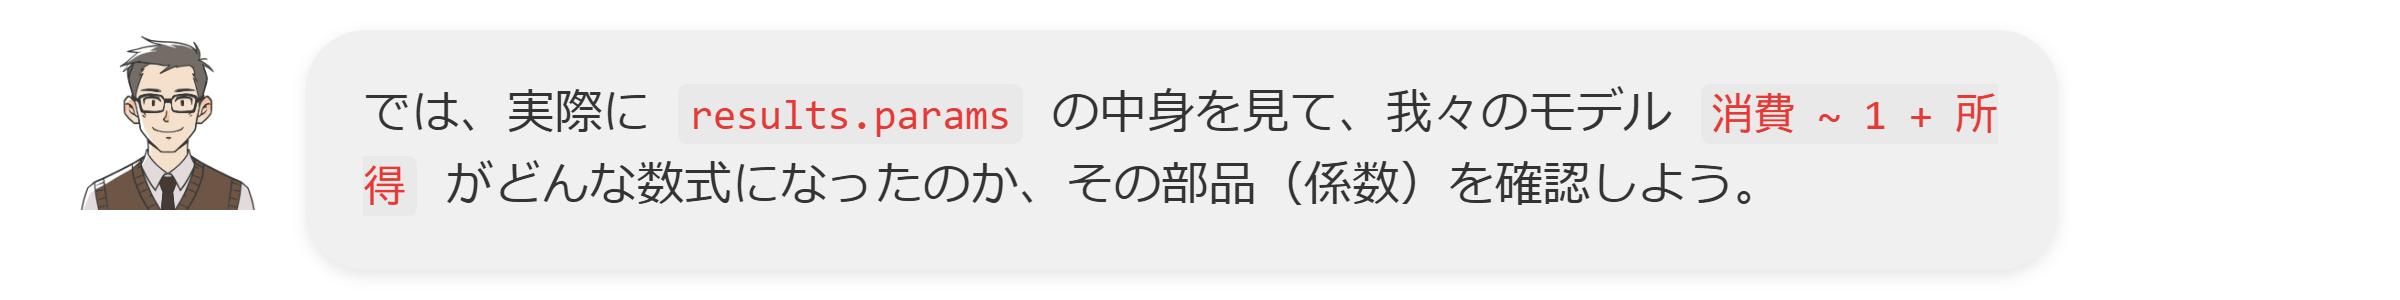 では、実際に results.params の中身を見て、我々のモデル 消費 ~ 1 + 所
得 がどんな数式になったのか、その部品（係数）を確認しよう。